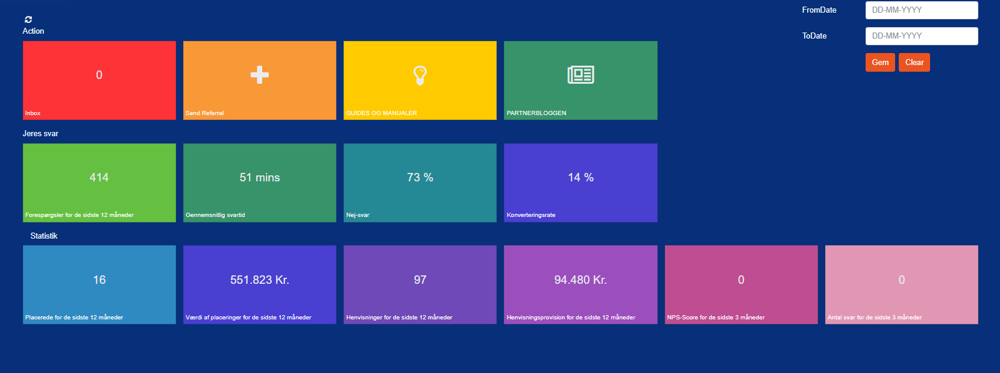 FromDate
DD-MM-YYYY
ToDate
DD-MM-YYYY
Gem
Clear
Action
0
Inbox
Send Referral
GUIDES OG MANUALER
PARTNERBLOGGEN
Jeres svar
414
Forespørgsler for de sidste 12 måneder
51 mins
Gennemsnitlig svartid
73 %
Nej-svar
14 %
Konverteringsrate
Statistik
16
Placerede for de sidste 12 måneder
551.823 Kr.
Værdi af placeringer for de sidste 12 måneder
97
Henvisninger for de sidste 12 måneder
94.480 Kr.
Henvisningsprovision for de sidste 12 måneder
0
NPS-Score for de sidste 3 måneder
0
Antal svar for de sidste 3 måneder